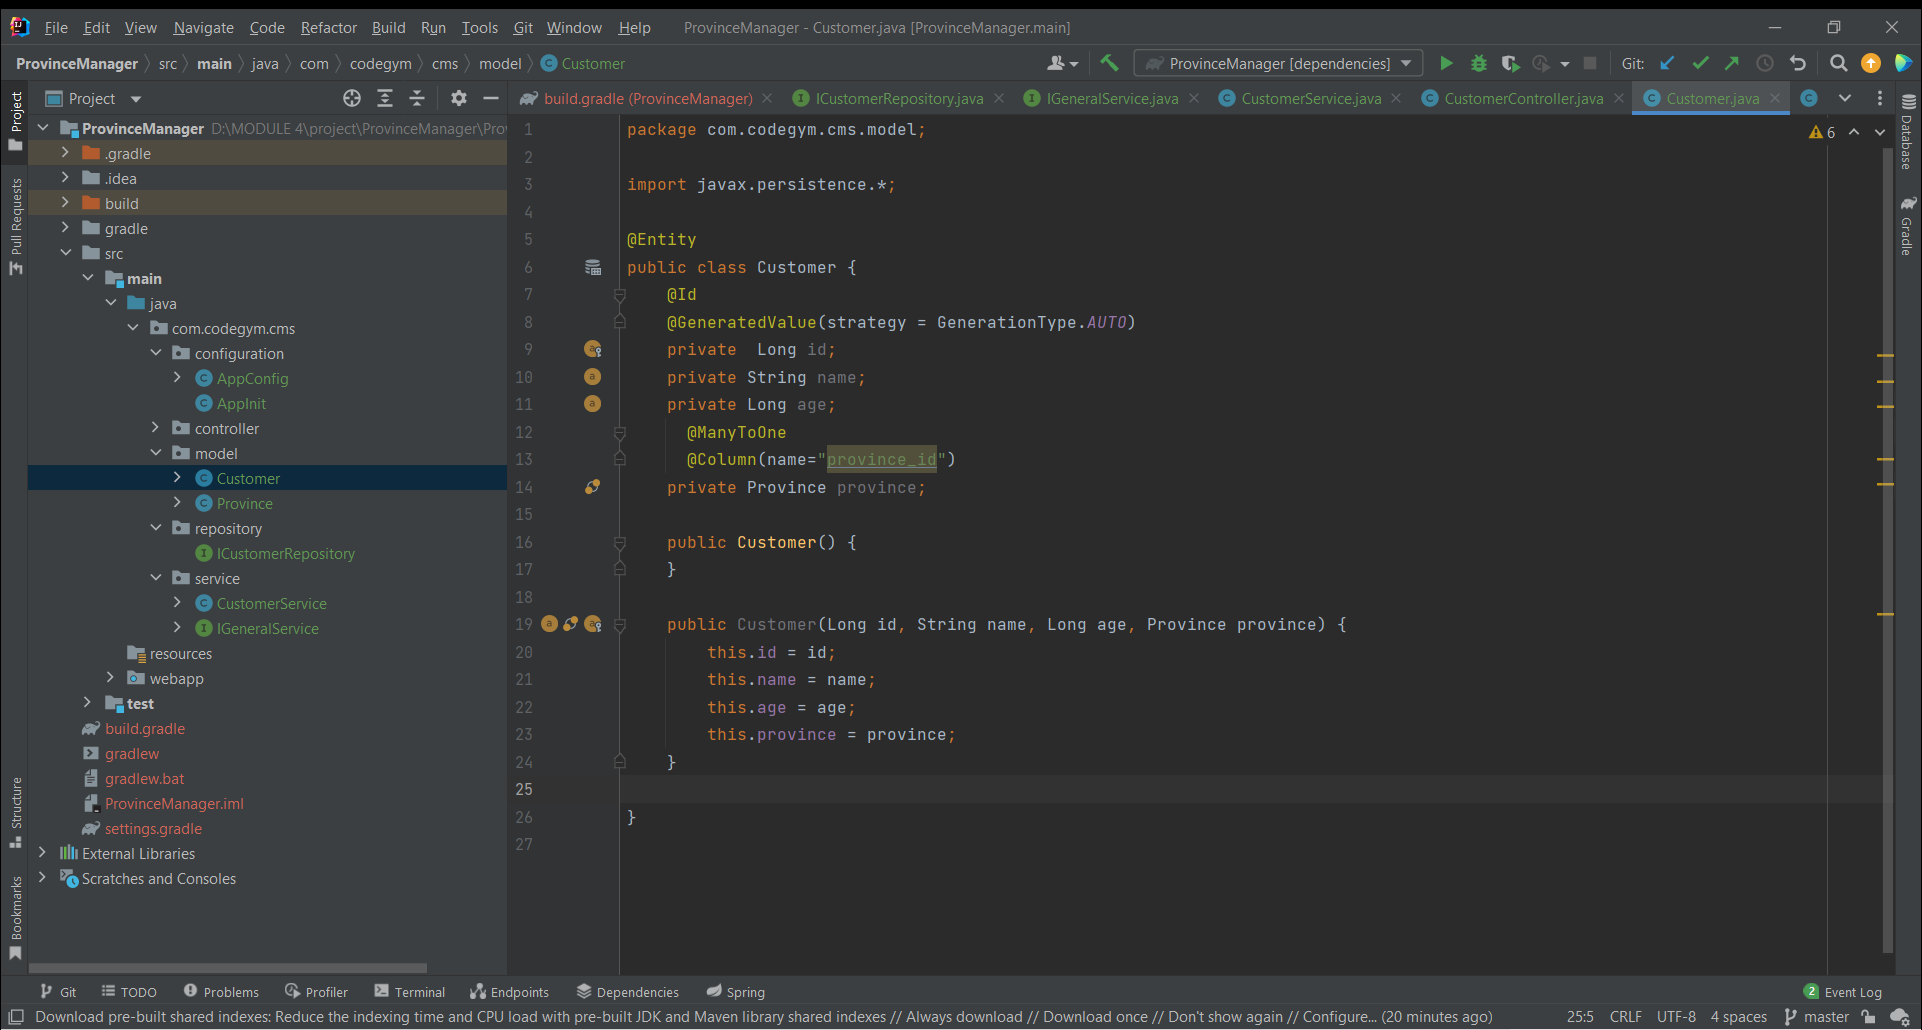 File Edit View Navigate Code Refactor Build Run Tools Git Window Help ProvinceManager - Customer.java [ProvinceManager.main]
ProvinceManager src main java com codegym cms model Customer ProvinceManager [dependencies] Git:
Project build.gradle (ProvinceManager) ICustomerRepository.java IGeneralService.java CustomerService.java CustomerController.java Customer.java
Project
Pull Requests
Structure
Bookmarks
ProvinceManager D:\MODULE 4\project\ProvinceManager\Pro
.gradle
.idea
build
gradle
src
main
java
com.codegym.cms
configuration
AppConfig
AppInit
controller
model
Customer
Province
repository
ICustomerRepository
service
CustomerService
IGeneralService
resources
webapp
test
build.gradle
gradlew
gradlew.bat
ProvinceManager.iml
settings.gradle
External Libraries
Scratches and Consoles
1 package com.codegym.cms.model;
2
3 import javax.persistence.*;
4
5 @Entity
6 public class Customer {
7 @Id
8 @GeneratedValue(strategy = GenerationType.AUTO)
9 private  Long id;
10 private String name;
11 private Long age;
12 @ManyToOne
13 @Column(name="province_id")
14 private Province province;
15
16 public Customer() {
17 }
18
19 public Customer(Long id, String name, Long age, Province province) {
20 this.id = id;
21 this.name = name;
22 this.age = age;
23 this.province = province;
24 }
25
26 }
27
6
Database
Gradle
Git TODO Problems Profiler Terminal Endpoints Dependencies Spring 2 Event Log
Download pre-built shared indexes: Reduce the indexing time and CPU load with pre-built JDK and Maven library shared indexes // Always download // Download once // Don't show again // Configure... (20 minutes ago) 25:5 CRLF UTF-8 4 spaces master